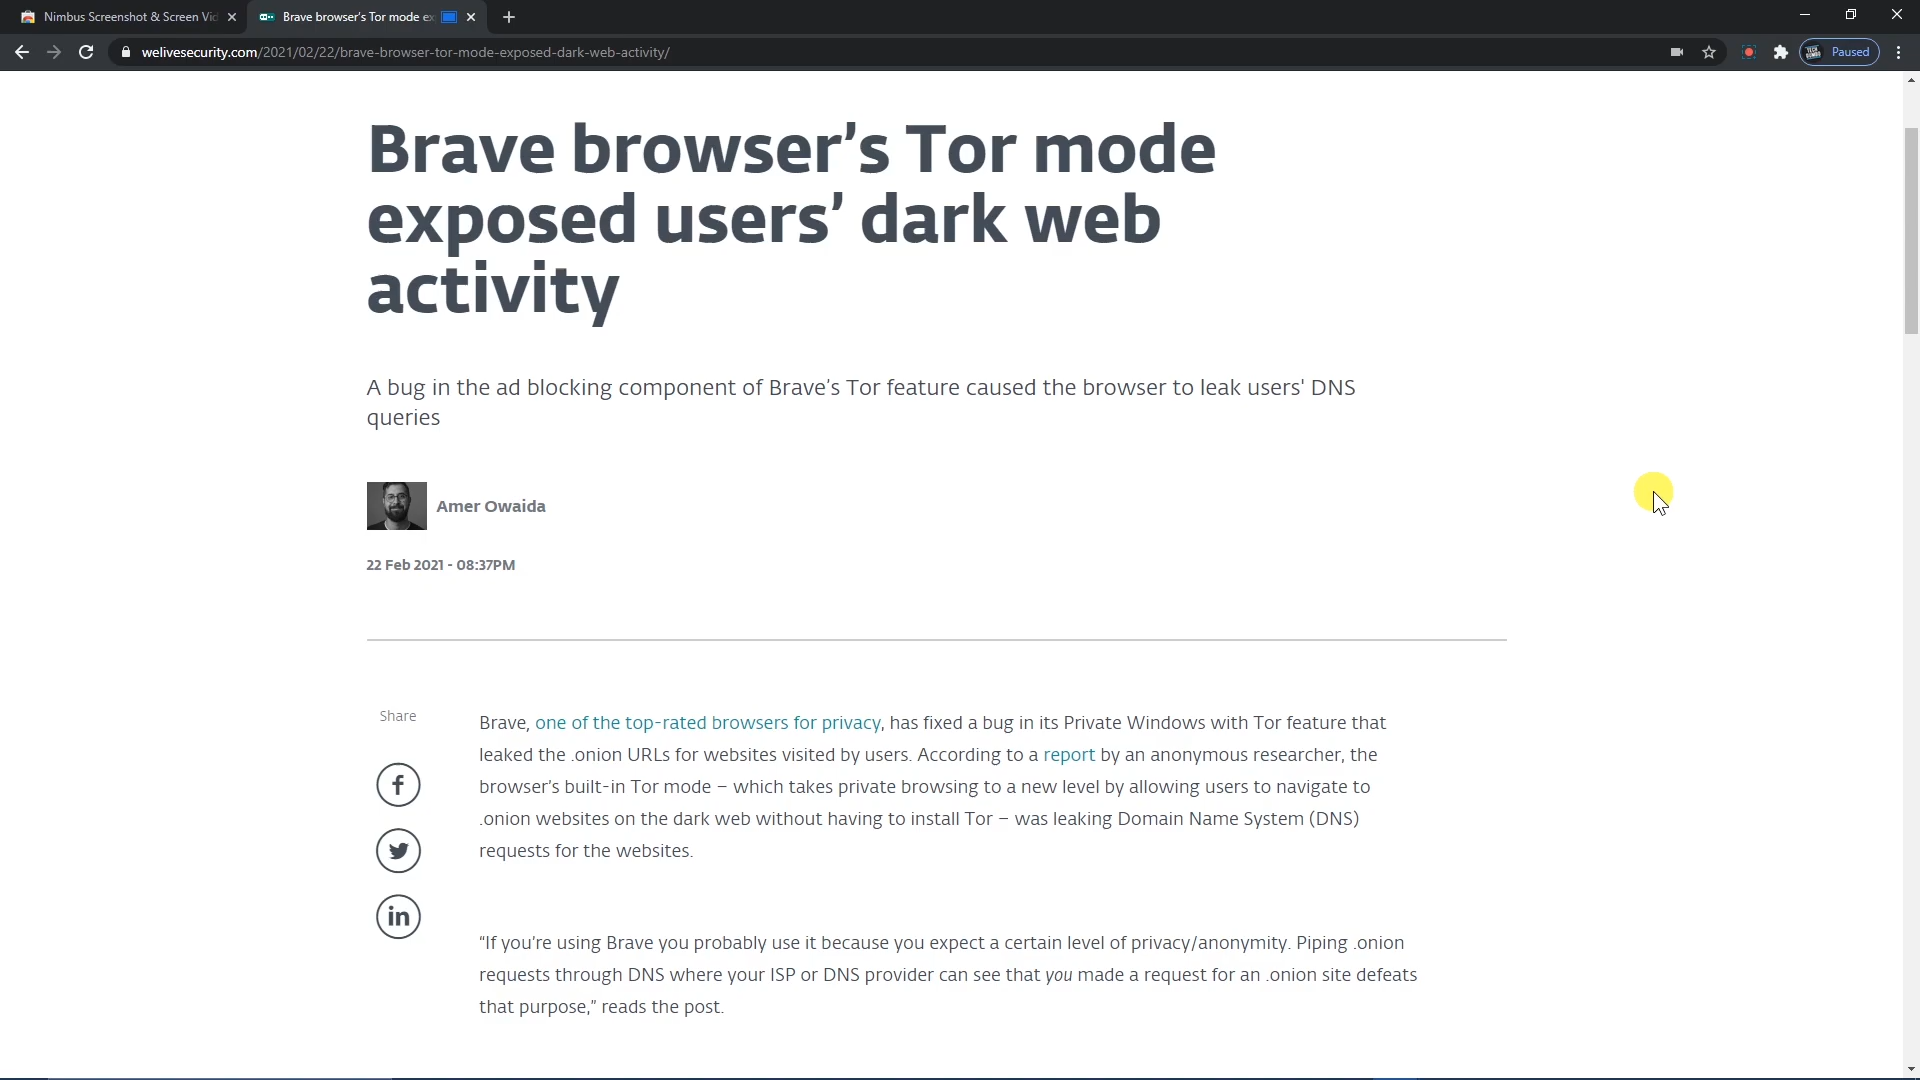 Nimbus Screenshot & Screen Vi
Brave browser's Tor mode ex
welivesecurity.com/2021/02/22/brave-browser-tor-mode-exposed-dark-web-activity/
Paused
Brave browser’s Tor mode
exposed users’ dark web
activity
A bug in the ad blocking component of Brave’s Tor feature caused the browser to leak users' DNS
queries
Amer Owaida
22 Feb 2021 - 08:37PM
Share
Brave, one of the top-rated browsers for privacy, has fixed a bug in its Private Windows with Tor feature that
leaked the .onion URLs for websites visited by users. According to a report by an anonymous researcher, the
browser’s built-in Tor mode – which takes private browsing to a new level by allowing users to navigate to
.onion websites on the dark web without having to install Tor – was leaking Domain Name System (DNS)
requests for the websites.
“If you’re using Brave you probably use it because you expect a certain level of privacy/anonymity. Piping .onion
requests through DNS where your ISP or DNS provider can see that you made a request for an .onion site defeats
that purpose,” reads the post.